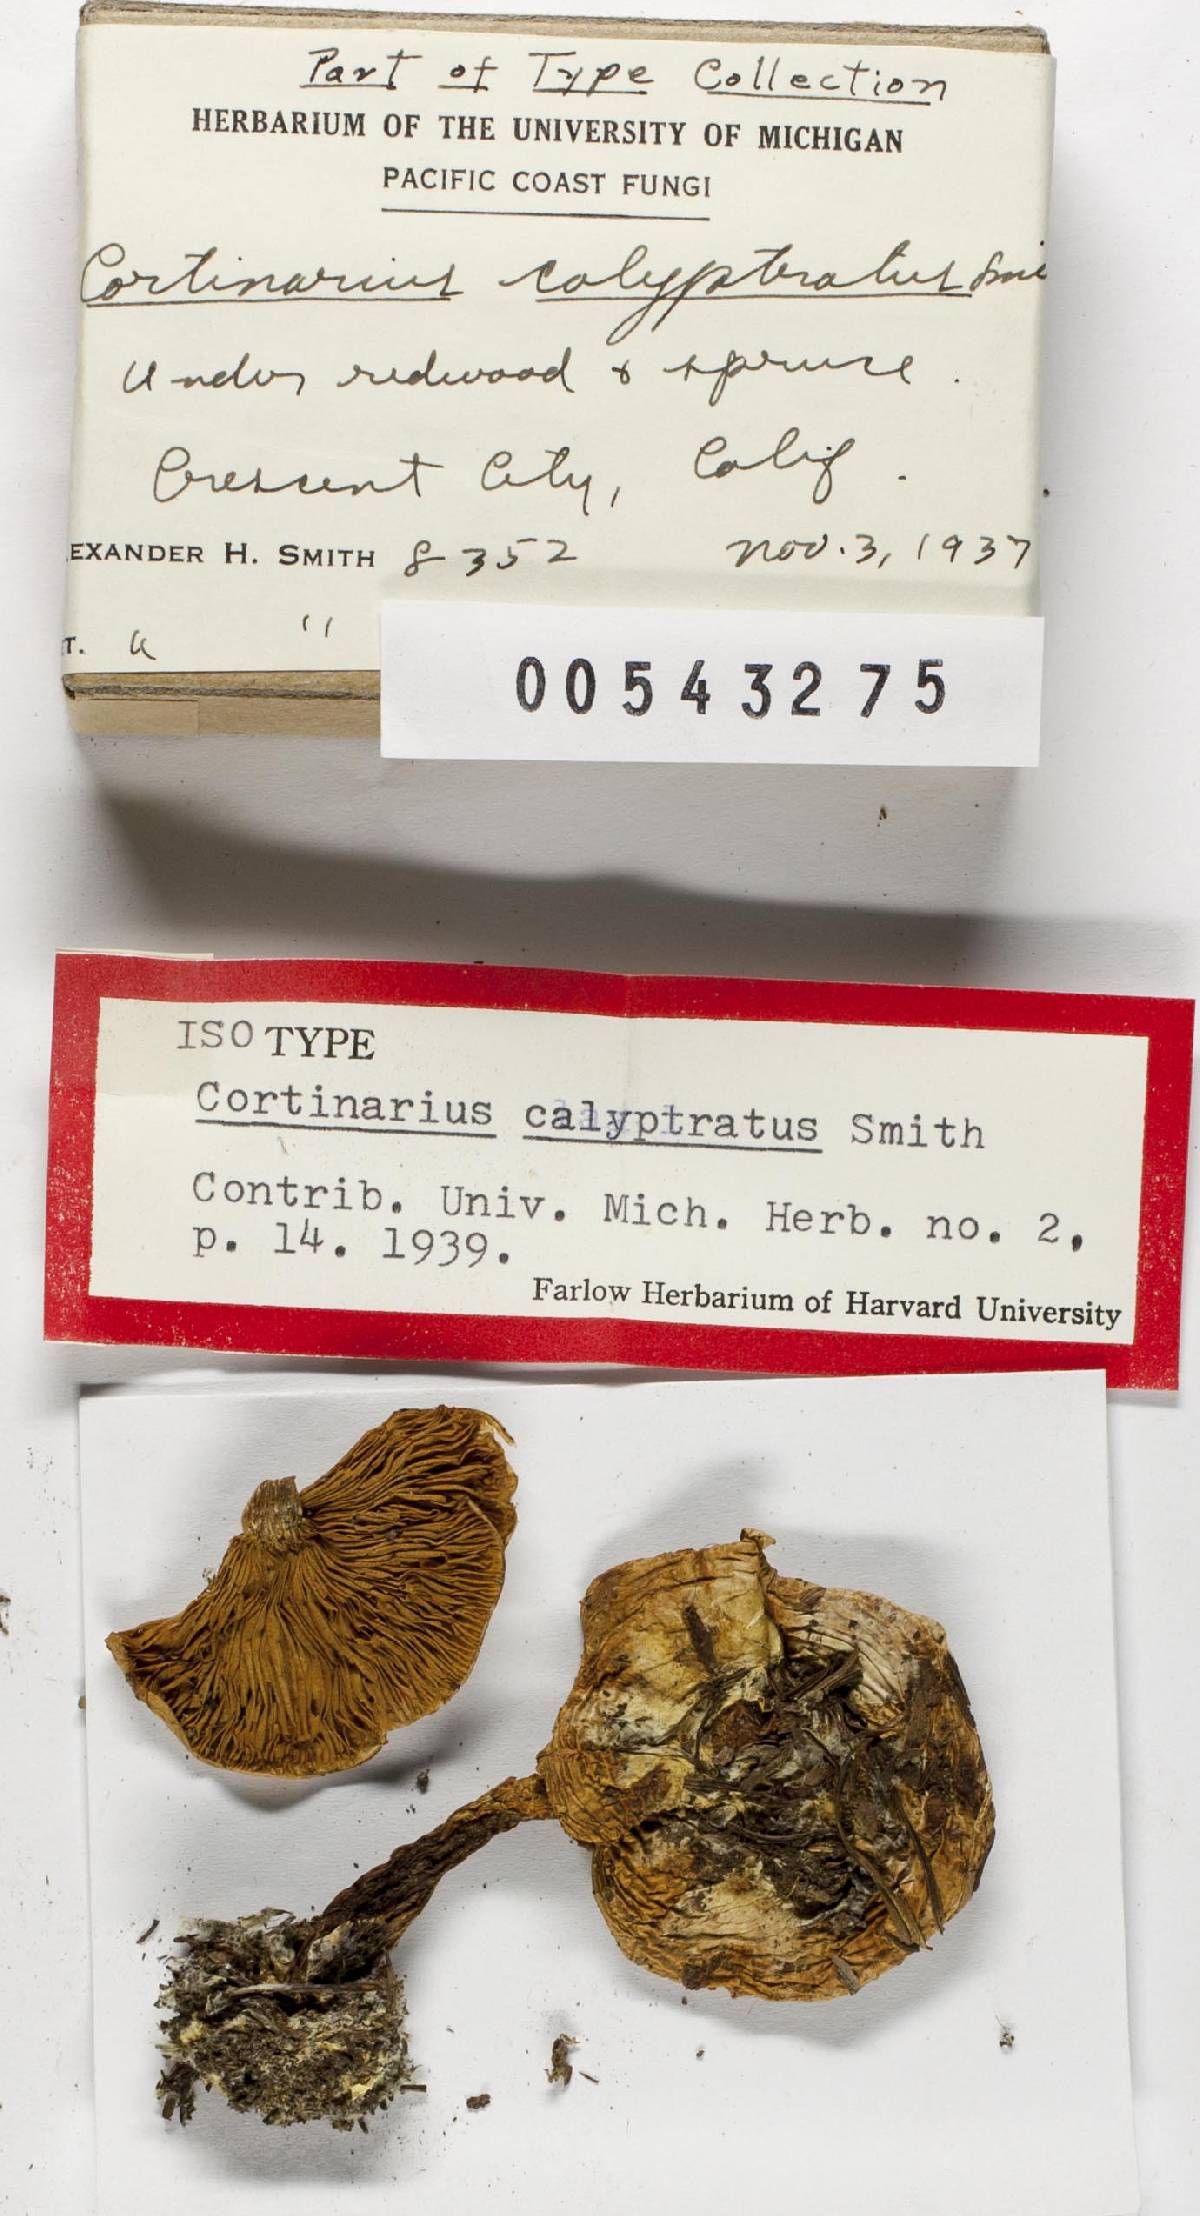 Part of Type Collection
HERBARIUM OF THE UNIVERSITY OF MICHIGAN
PACIFIC COAST FUNGI
Cortinarius calyptratus Smi
Under redwood & spruce.
Crescent City, Calif.
EXANDER H. SMITH 8352 Nov. 3, 1937
T. "
00543275
ISOTYPE
Cortinarius calyptratus Smith
Contrib. Univ. Mich. Herb. no. 2,
p. 14. 1939.
Farlow Herbarium of Harvard University